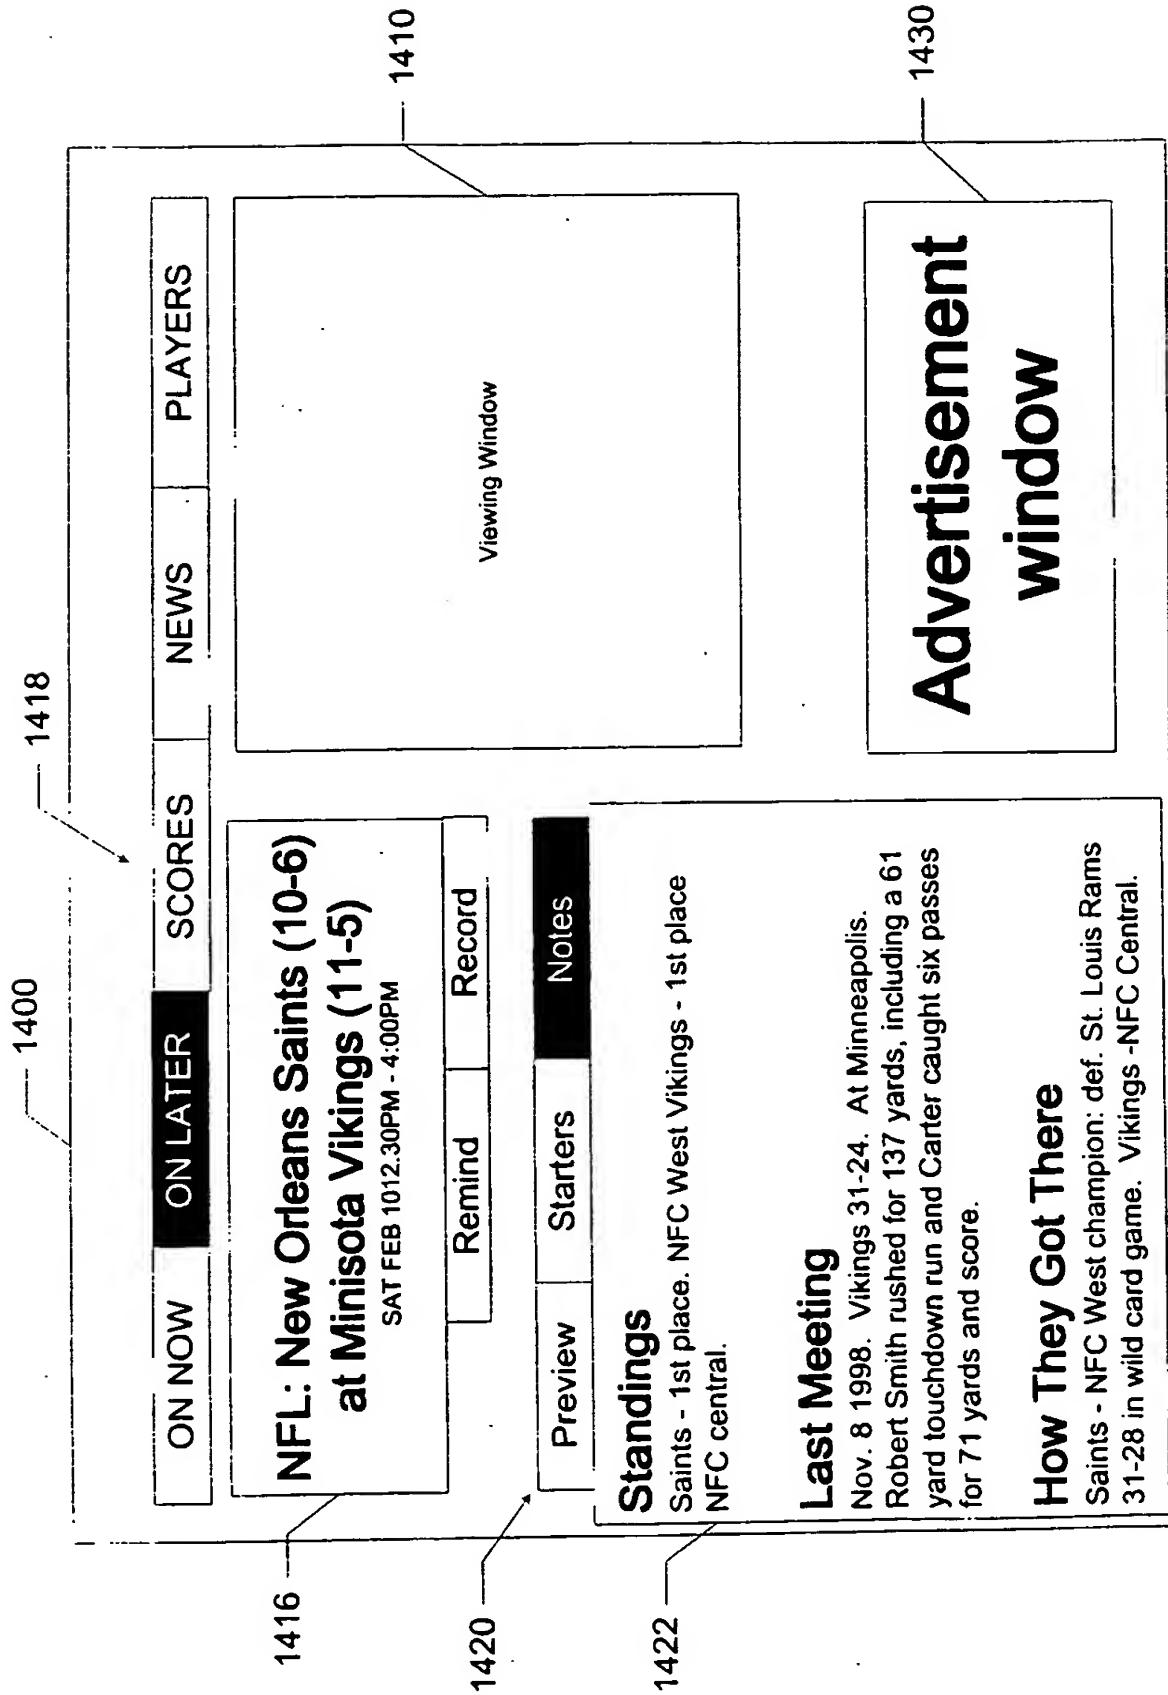 1400
1418
ON NOW
ON LATER
SCORES
NEWS
PLAYERS
1416
NFL: New Orleans Saints (10-6)
at Minisota Vikings (11-5)
SAT FEB 1012.30PM - 4:00PM
Remind
Record
Viewing Window
1410
1420
Preview
Starters
Notes
1422
Standings
Saints - 1st place. NFC West Vikings - 1st place
NFC central.
Last Meeting
Nov. 8 1998. Vikings 31-24. At Minneapolis.
Robert Smith rushed for 137 yards, including a 61
yard touchdown run and Carter caught six passes
for 71 yards and score.
How They Got There
Saints - NFC West champion: def. St. Louis Rams
31-28 in wild card game. Vikings -NFC Central.
Advertisement
window
1430